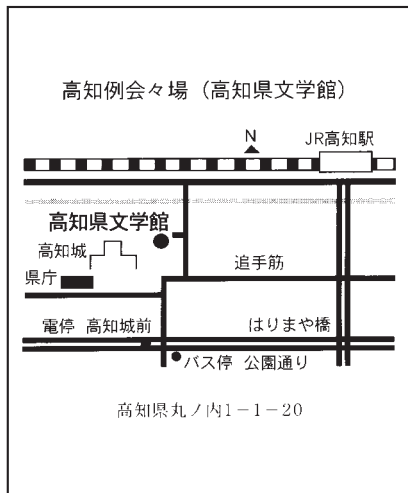 高知例会々場（高知県文学館）
N
JR高知駅
高知県文学館
高知城
追手筋
県庁
電停 高知城前
はりまや橋
バス停 公園通り
高知県丸ノ内1－1－20